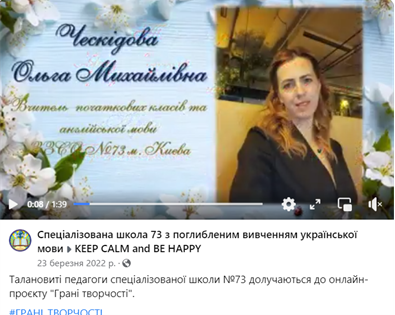 Ческідова
Ольга Михайлівна
Вчитель початкових класів та
англійської мови
№73 м. Києва
0:08 / 1:39
Спеціалізована школа 73 з поглибленим вивченням української
мови ▸ KEEP CALM and BE HAPPY
23 березня 2022 р. ·
Талановиті педагоги спеціалізованої школи №73 долучаються до онлайн-
проєкту "Грані творчості".
#ГРАНІ_ТВОРЧОСТІ